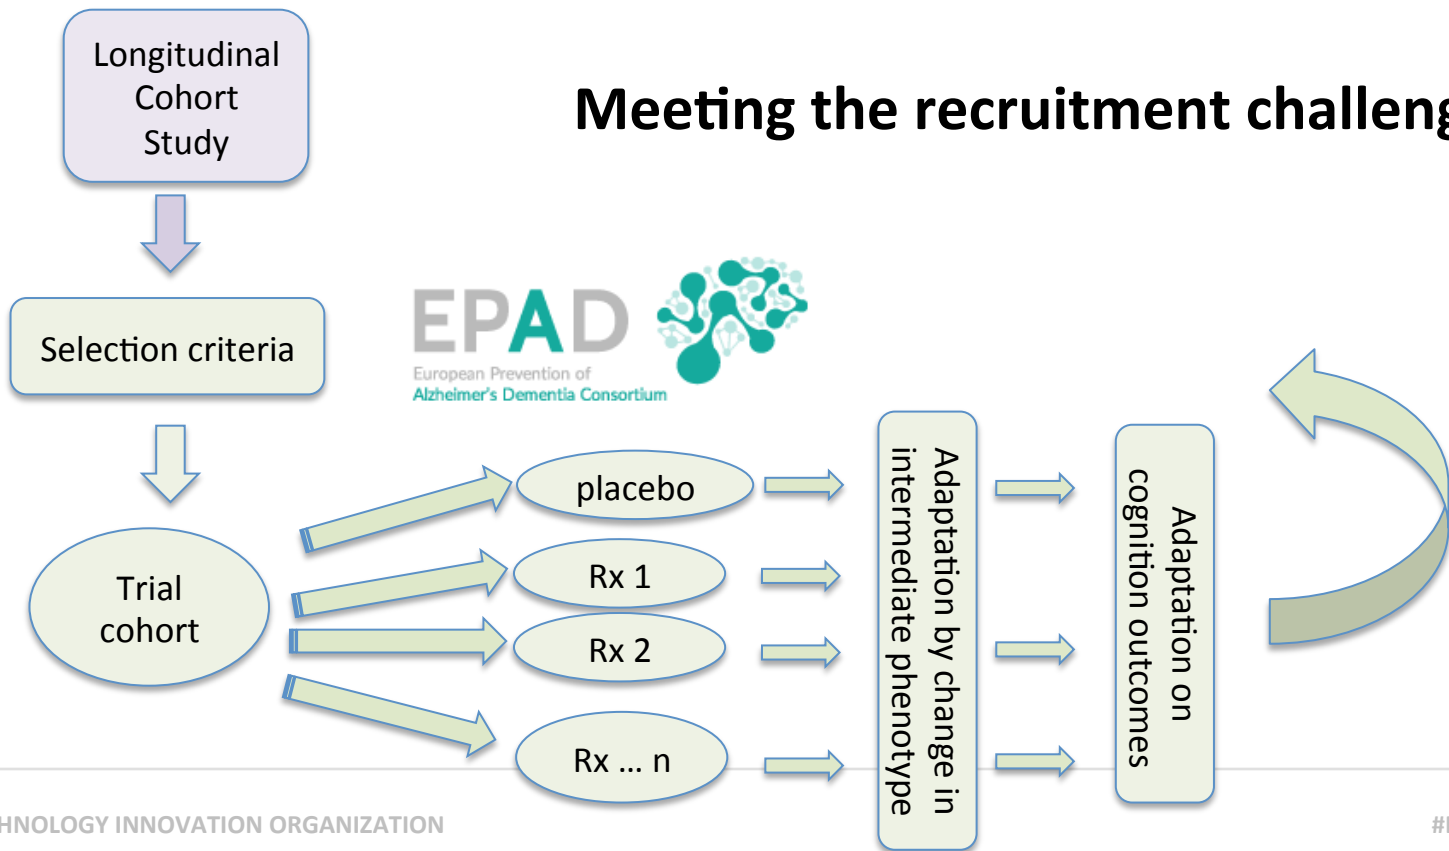 Longitudinal
Cohort
Study
Meeting the recruitment challeng
Selection criteria
EPAD
European Prevention of
Alzheimer's Dementia Consortium
Trial
cohort
placebo
Rx 1
Rx 2
Rx ... n
Adaptation by change in
intermediate phenotype
Adaptation on
cognition outcomes
HNOLOGY INNOVATION ORGANIZATION
#